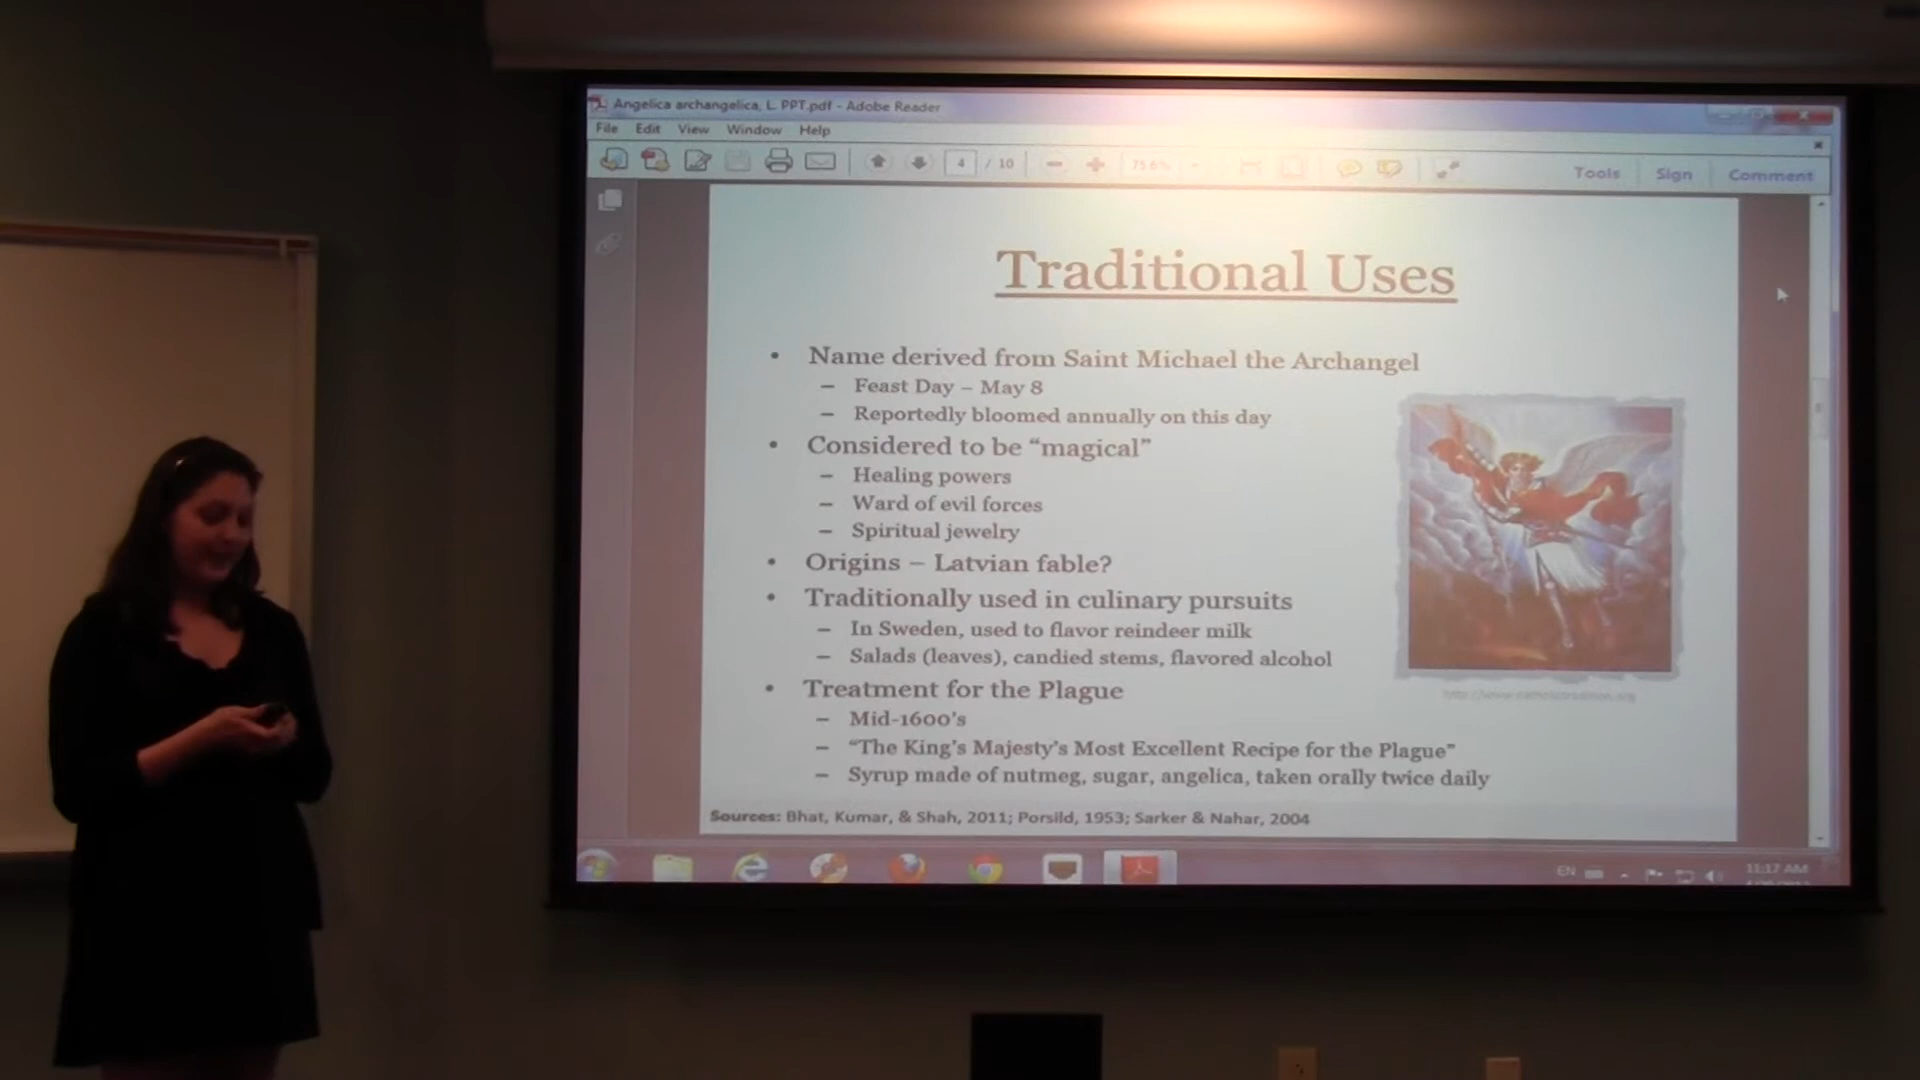 Angelica archangelica, L. PPT.pdf - Adobe Reader
File Edit View Window Help
4 / 10 75.6% Tools Sign Comment
Traditional Uses
• Name derived from Saint Michael the Archangel
– Feast Day – May 8
– Reportedly bloomed annually on this day
• Considered to be “magical”
– Healing powers
– Ward of evil forces
– Spiritual jewelry
• Origins – Latvian fable?
• Traditionally used in culinary pursuits
– In Sweden, used to flavor reindeer milk
– Salads (leaves), candied stems, flavored alcohol
• Treatment for the Plague
– Mid-1600’s
– “The King’s Majesty’s Most Excellent Recipe for the Plague”
– Syrup made of nutmeg, sugar, angelica, taken orally twice daily
Sources: Bhat, Kumar, & Shah, 2011; Porsild, 1953; Sarker & Nahar, 2004
EN 11:17 AM